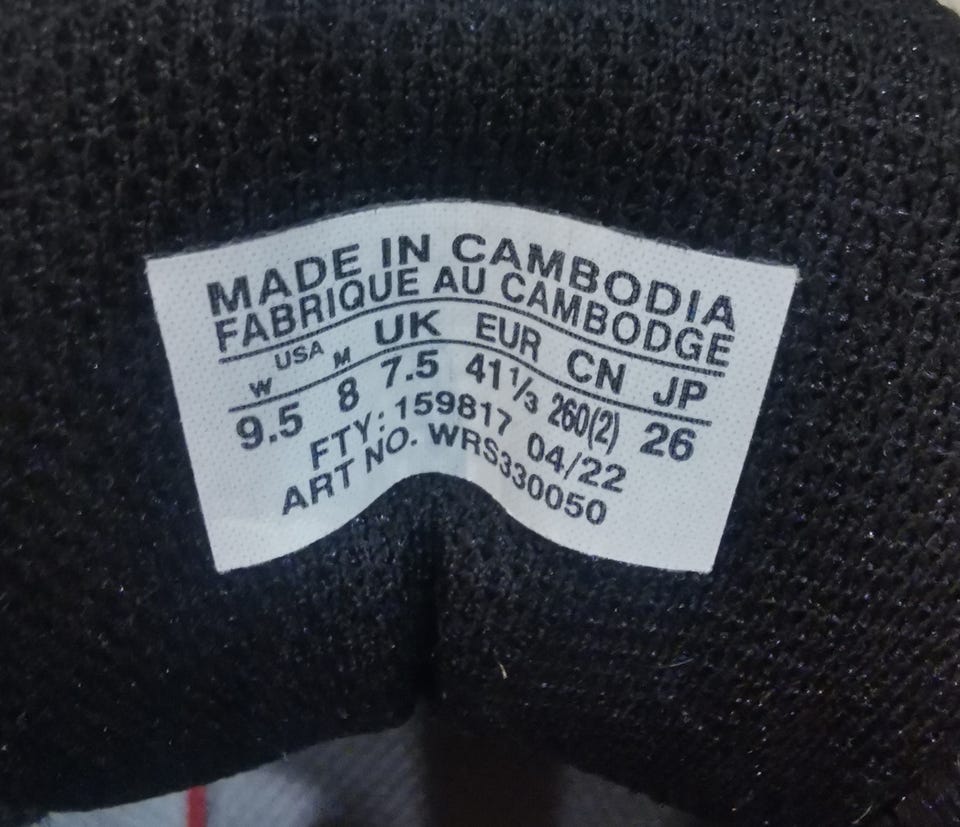 MADE IN CAMBODIA
FABRIQUE AU CAMBODGE
USA UK EUR CN JP
W M
9.5 8 7.5 41⅓ 260(2) 26
FTY: 159817 04/22
ART NO. WRS330050